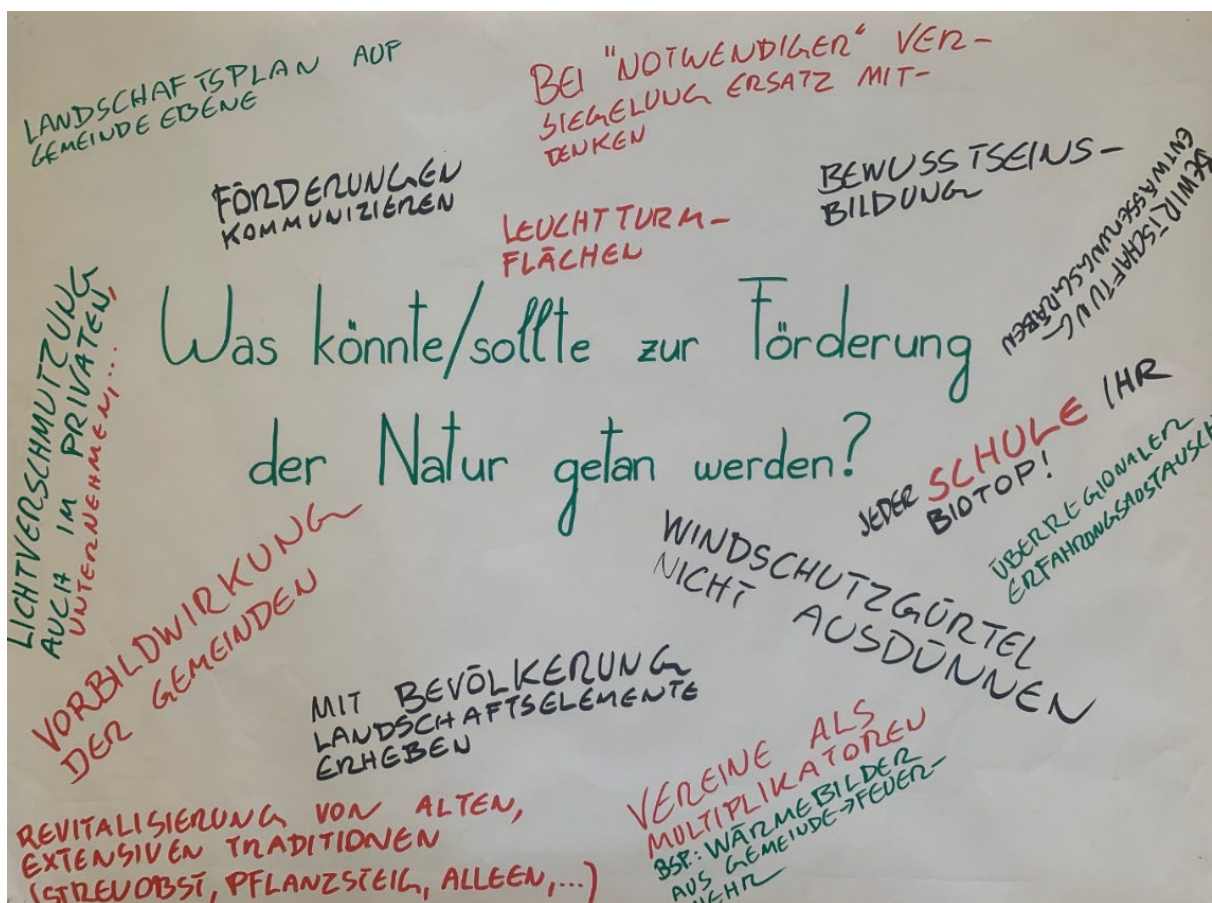 LANDSCHAFTSPLAN AUF
GEMEINDEEBENE
BEI "NOTWENDIGER" VER-
SIEGELUNG ERSATZ MIT-
DENKEN
FÖRDERUNGEN
KOMMUNIZIEREN
LEUCHTTURM-
FLÄCHEN
BEWUSSTSEINS-
BILDUNG
BEWIRTSCHAFTUNG
ENTWÄSSERUNGSGRÄBEN
Was könnte/sollte zur Förderung
der Natur getan werden?
LICHTVERSCHMUTZUNG
AUCH IM PRIVATEN,
UNTERNEHMEN,...
JEDER SCHULE IHR
BIOTOP!
ÜBERREGIONALER
ERFAHRUNGSAUSTAUSCH
VORBILDWIRKUNG
DER GEMEINDEN
WINDSCHUTZGÜRTEL
NICHT AUSDÜNNEN
MIT BEVÖLKERUNG
LANDSCHAFTSELEMENTE
ERHEBEN
VEREINE ALS
MULTIPLIKATOREN
BSP.: WÄRMEBILDER
AUS GEMEINDE→FEUER-
WEHR
REVITALISIERUNG VON ALTEN,
EXTENSIVEN TRADITIONEN
(STREUOBST, PFLANZSTEIG, ALLEEN,...)